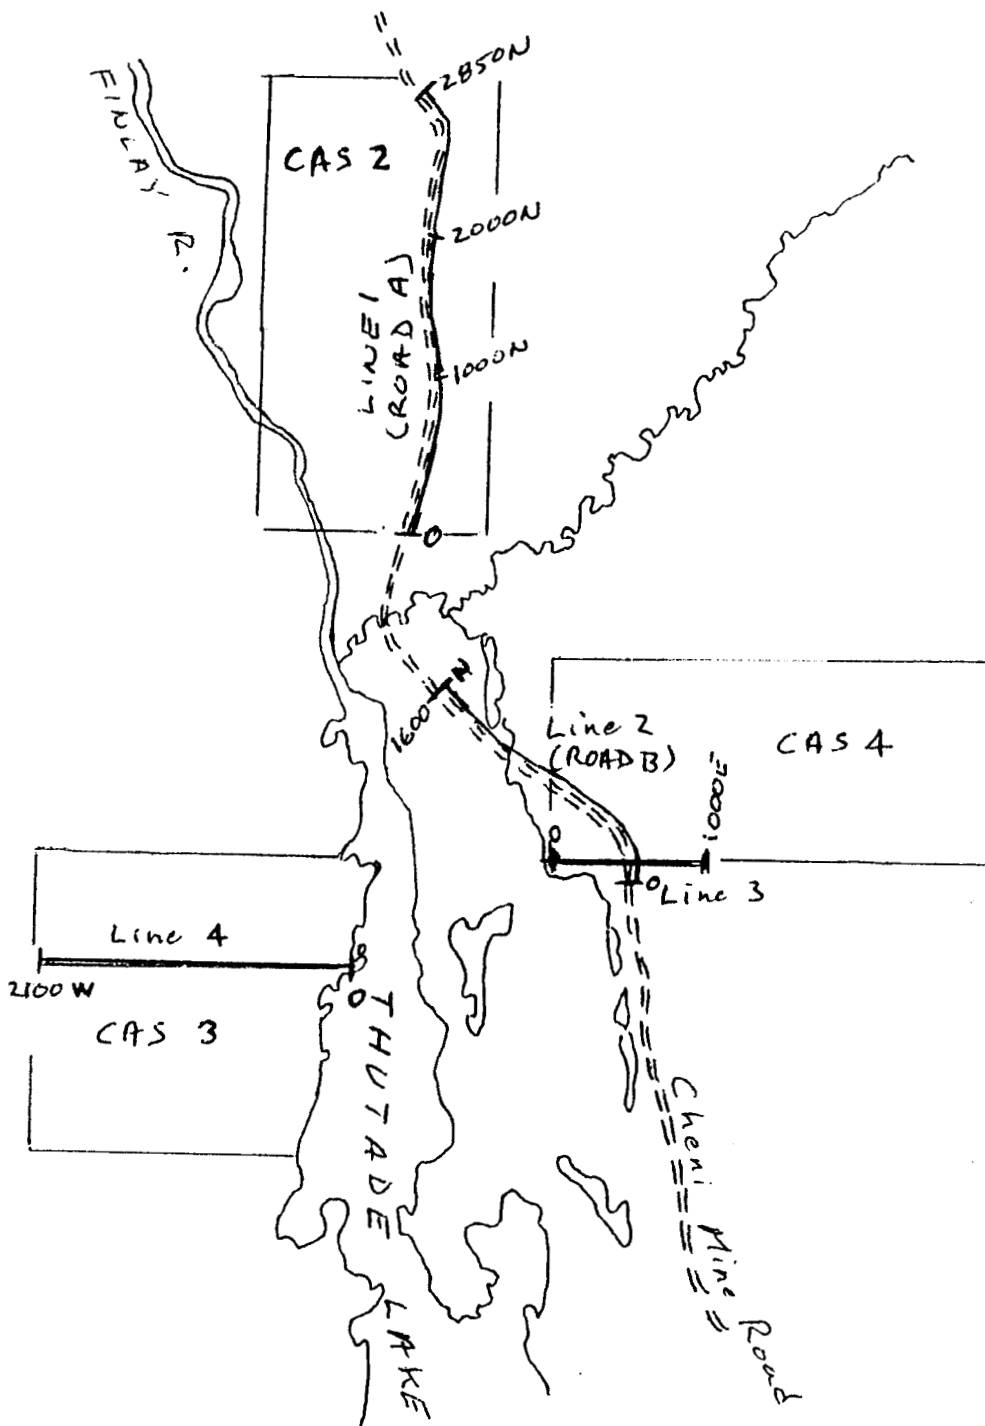 2850N
FINLAY R.
CAS 2
2000N
LINE 1
(ROAD A)
1000N
0
1600 N
Line 2
(ROAD B)
CAS 4
1000E
0
0
Line 3
Line 4
2100 W
0
CAS 3
THUTADE LAKE
Cheni Mine Road